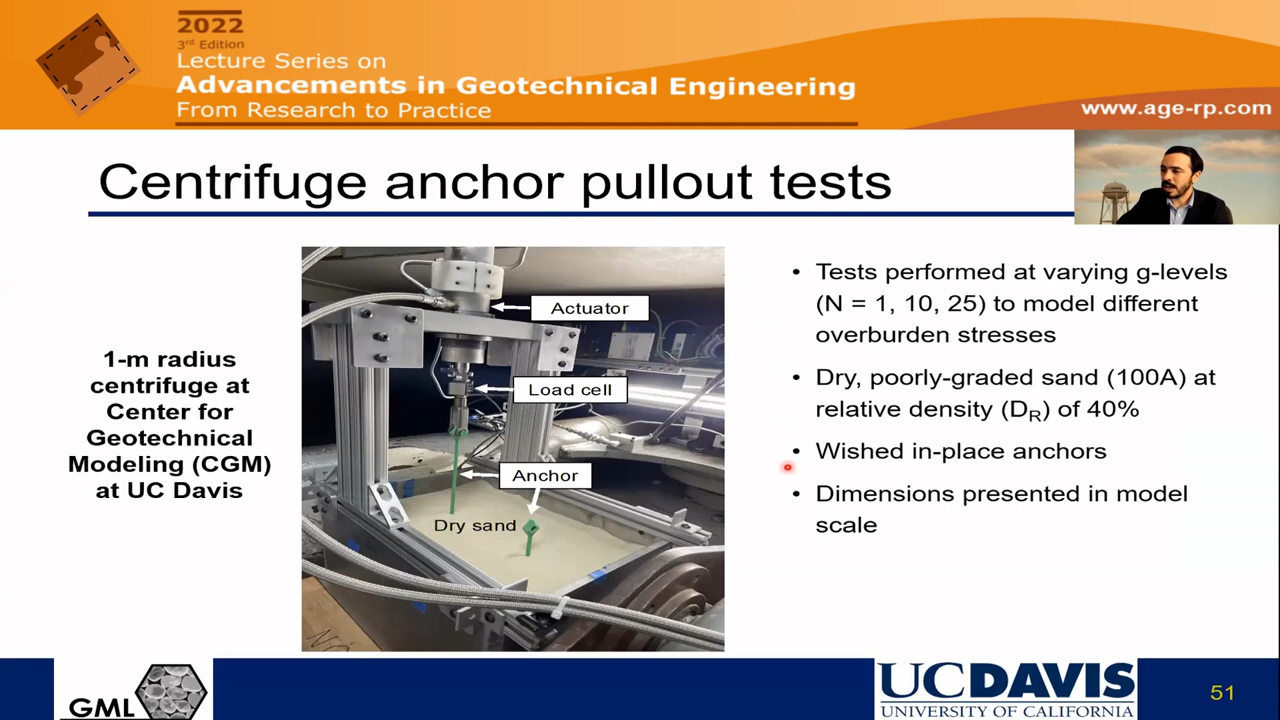 2022
3rd Edition
Lecture Series on
Advancements in Geotechnical Engineering
From Research to Practice
www.age-rp.com
Centrifuge anchor pullout tests
1-m radius
centrifuge at
Center for
Geotechnical
Modeling (CGM)
at UC Davis
Actuator
Load cell
Anchor
Dry sand
• Tests performed at varying g-levels
(N = 1, 10, 25) to model different
overburden stresses
• Dry, poorly-graded sand (100A) at
relative density (DR) of 40%
• Wished in-place anchors
• Dimensions presented in model
scale
GML
UCDAVIS
UNIVERSITY OF CALIFORNIA
51